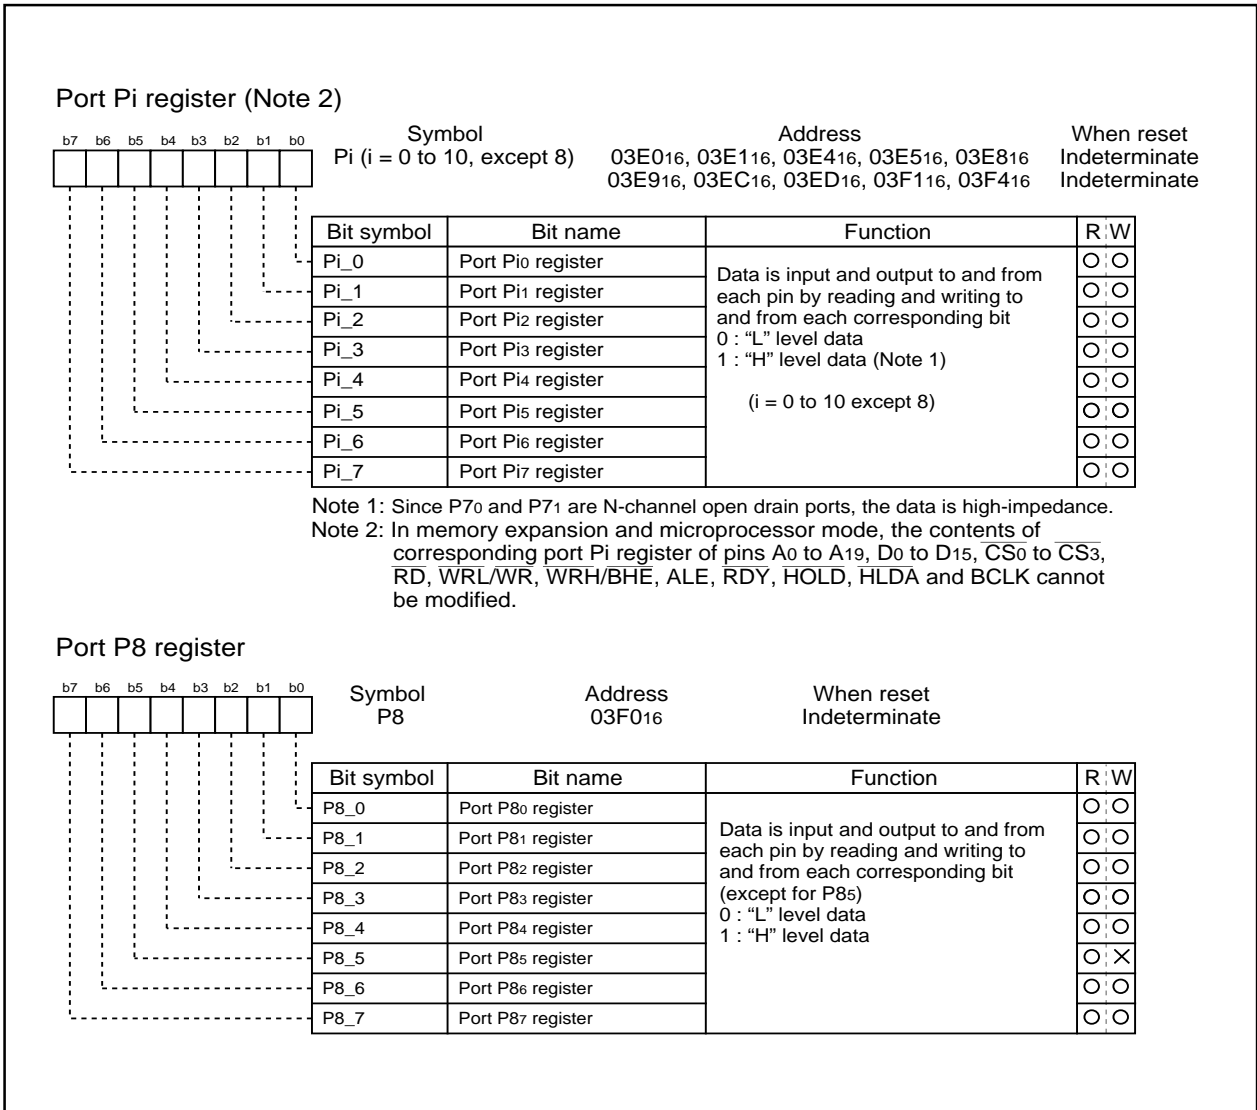 Port Pi register (Note 2)
b7 b6 b5 b4 b3 b2 b1 b0
Symbol Address When reset
Pi (i = 0 to 10, except 8) 03E016, 03E116, 03E416, 03E516, 03E816 Indeterminate
03E916, 03EC16, 03ED16, 03F116, 03F416 Indeterminate
Bit symbol Bit name Function R W
Pi_0 Port Pi0 register
Pi_1 Port Pi1 register
Pi_2 Port Pi2 register
Pi_3 Port Pi3 register
Pi_4 Port Pi4 register
Pi_5 Port Pi5 register
Pi_6 Port Pi6 register
Pi_7 Port Pi7 register
Data is input and output to and from
each pin by reading and writing to
and from each corresponding bit
0 : “L” level data
1 : “H” level data (Note 1)
(i = 0 to 10 except 8)
Note 1: Since P70 and P71 are N-channel open drain ports, the data is high-impedance.
Note 2: In memory expansion and microprocessor mode, the contents of
corresponding port Pi register of pins A0 to A19, D0 to D15, CS0 to CS3,
RD, WRL/WR, WRH/BHE, ALE, RDY, HOLD, HLDA and BCLK cannot
be modified.
Port P8 register
b7 b6 b5 b4 b3 b2 b1 b0
Symbol Address When reset
P8 03F016 Indeterminate
Bit symbol Bit name Function R W
P8_0 Port P80 register
P8_1 Port P81 register
P8_2 Port P82 register
P8_3 Port P83 register
P8_4 Port P84 register
P8_5 Port P85 register
P8_6 Port P86 register
P8_7 Port P87 register
Data is input and output to and from
each pin by reading and writing to
and from each corresponding bit
(except for P85)
0 : “L” level data
1 : “H” level data